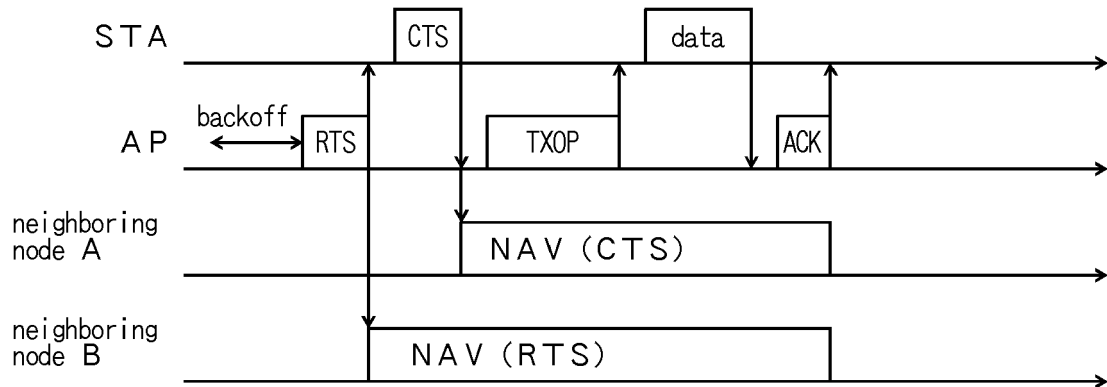 STA
CTS
data
backoff
AP
RTS
TXOP
ACK
neighboring
node A
NAV (CTS)
neighboring
node B
NAV (RTS)